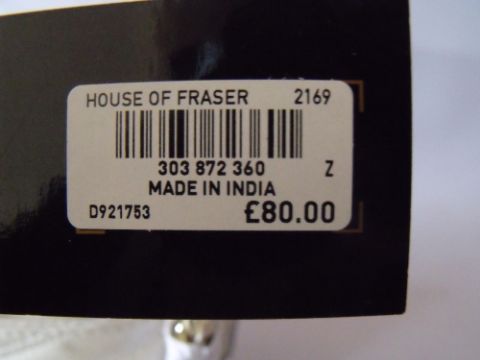 HOUSE OF FRASER 2169
303 872 360 Z
MADE IN INDIA
D921753 £80.00